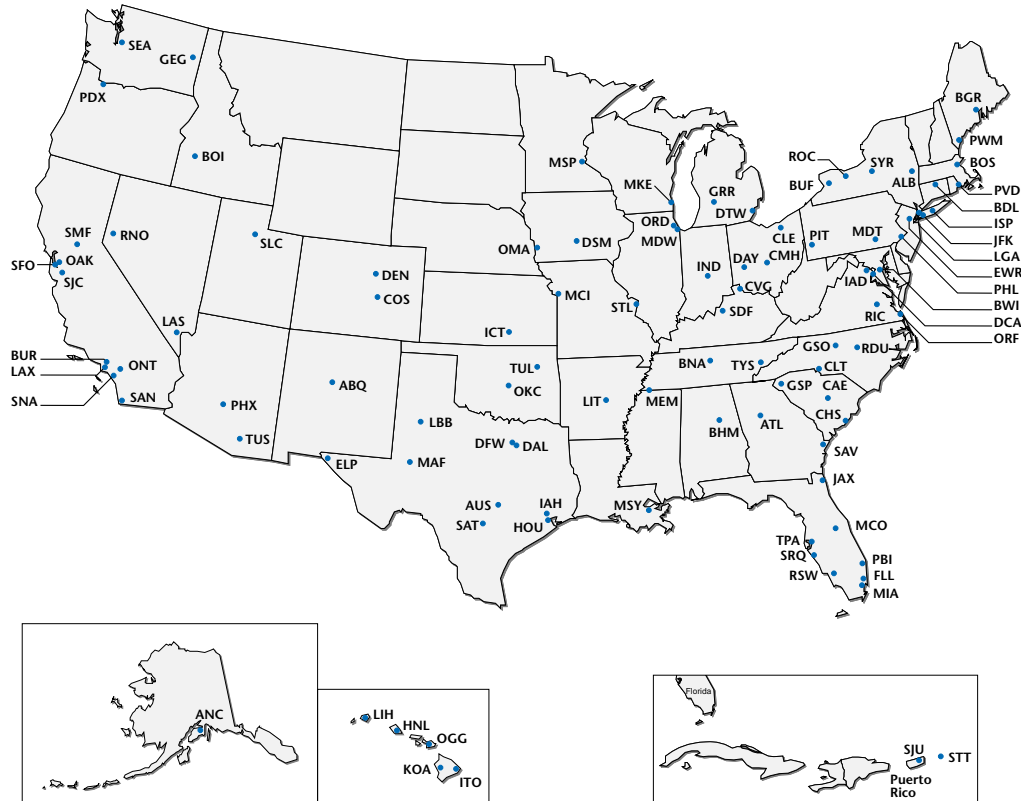 SEA
GEG
PDX
BOI
MSP
BGR
PWM
ROC
SYR
BOS
BUF
ALB
MKE
GRR
DTW
PVD
BDL
ISP
JFK
LGA
EWR
PHL
BWI
DCA
ORF
SMF
RNO
SLC
OMA
DSM
ORD
MDW
CLE
PIT
MDT
SFO
OAK
SJC
DEN
COS
IND
DAY
CMH
IAD
MCI
STL
CVG
SDF
RIC
LAS
ICT
BUR
LAX
ONT
SNA
SAN
ABQ
TUL
OKC
BNA
TYS
GSO
RDU
CLT
PHX
TUS
LBB
LIT
MEM
GSP
CAE
CHS
ATL
BHM
ELP
MAF
DFW
DAL
SAV
JAX
AUS
SAT
IAH
HOU
MSY
MCO
TPA
SRQ
RSW
PBI
FLL
MIA
ANC
LIH
HNL
OGG
KOA
ITO
Florida
SJU
STT
Puerto
Rico